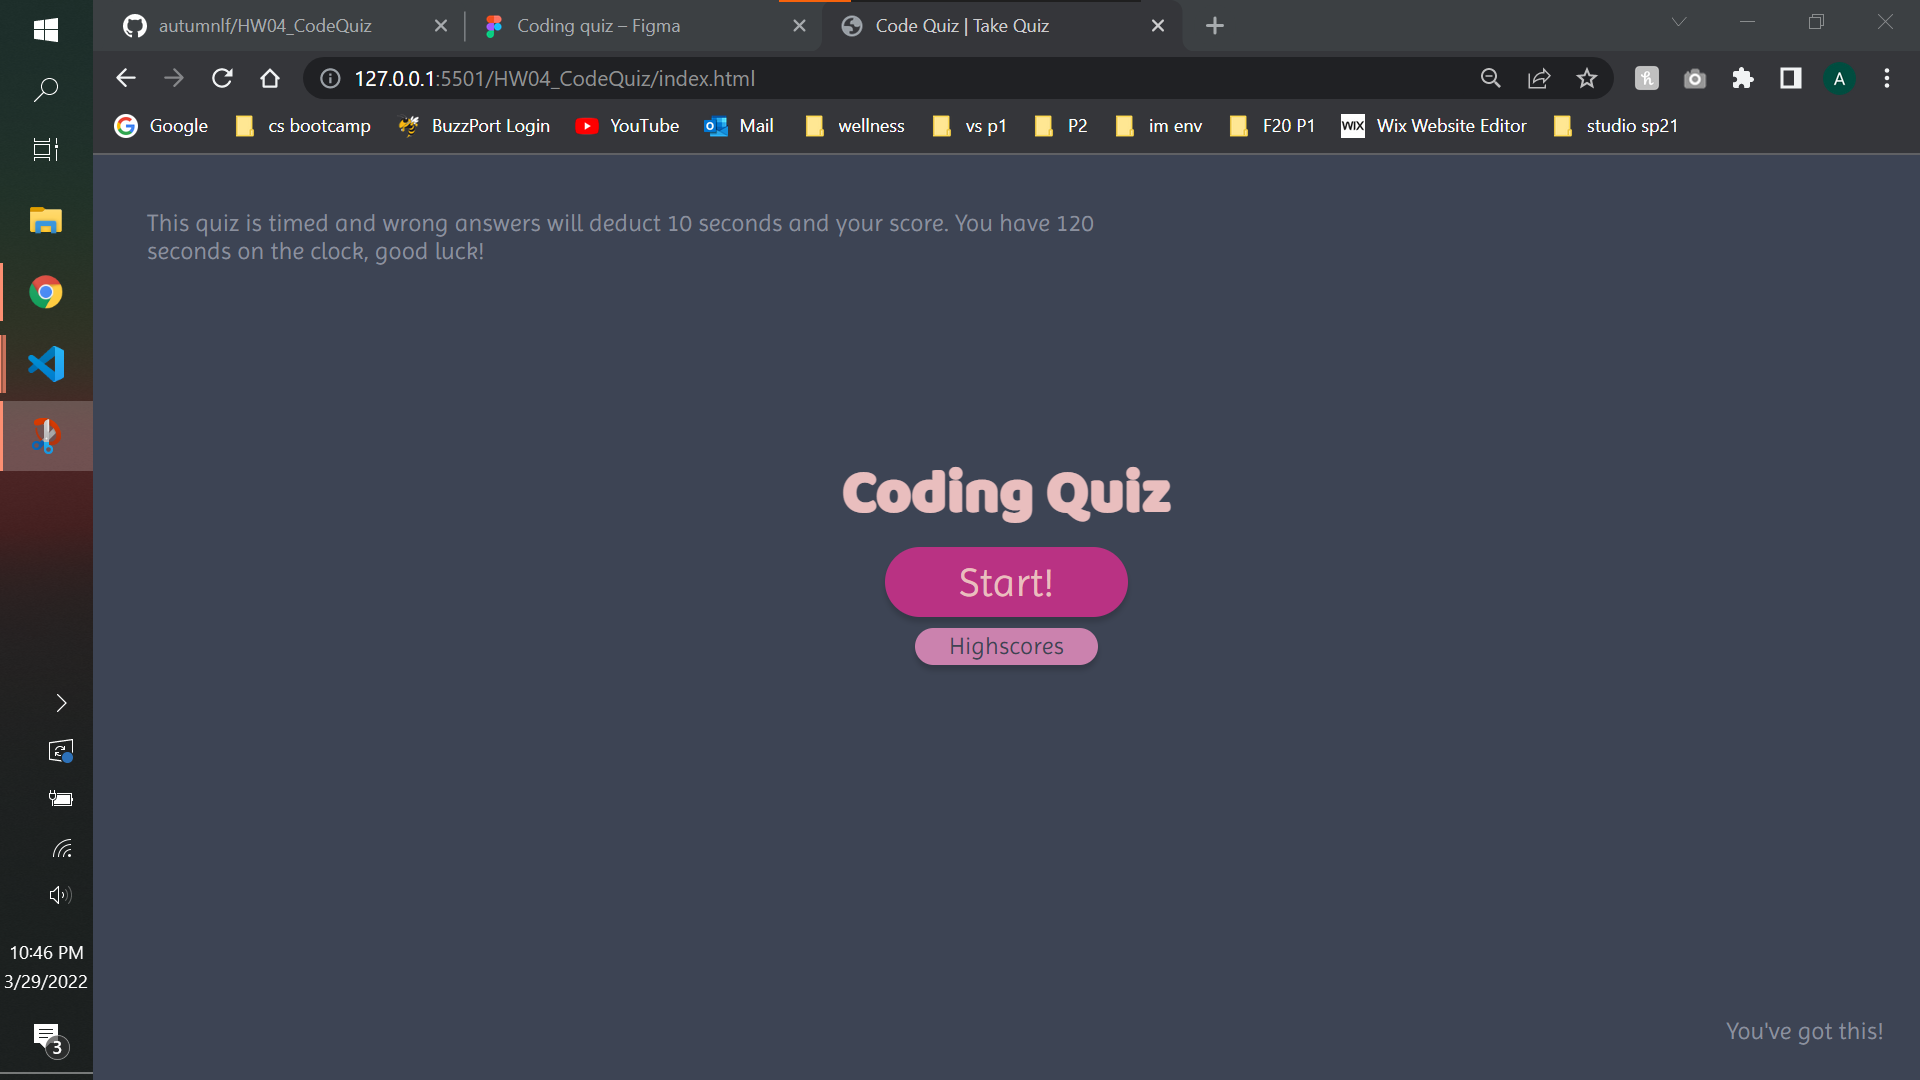 autumnlf/HW04_CodeQuiz
Coding quiz – Figma
Code Quiz | Take Quiz
127.0.0.1:5501/HW04_CodeQuiz/index.html
A
Google
cs bootcamp
BuzzPort Login
YouTube
Mail
wellness
vs p1
P2
im env
F20 P1
WIX
Wix Website Editor
studio sp21
This quiz is timed and wrong answers will deduct 10 seconds and your score. You have 120
seconds on the clock, good luck!
Coding Quiz
Start!
Highscores
10:46 PM
3/29/2022
3
You've got this!